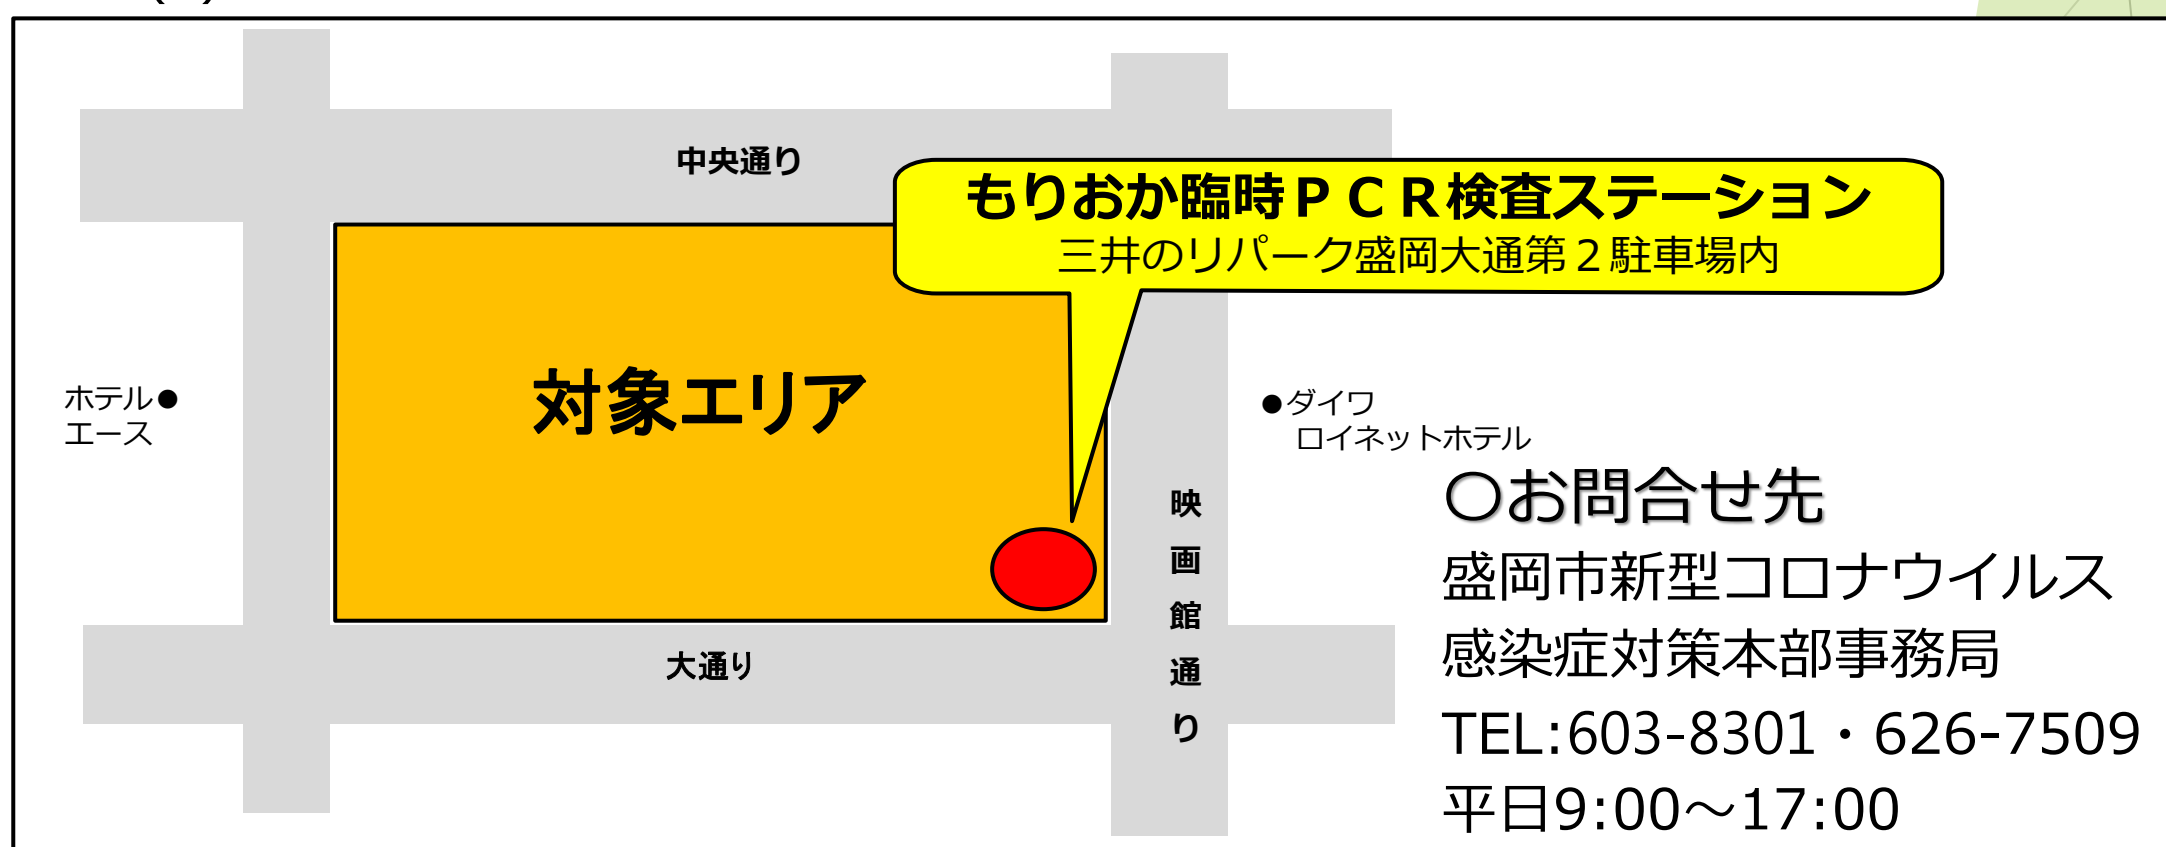 中央通り
もりおか臨時ＰＣＲ検査ステーション
三井のリパーク盛岡大通第２駐車場内
対象エリア
ホテル●
エース
●ダイワ
ロイネットホテル
映画館通り
大通り
〇お問合せ先
盛岡市新型コロナウイルス
感染症対策本部事務局
TEL:603-8301・626-7509
平日9:00～17:00